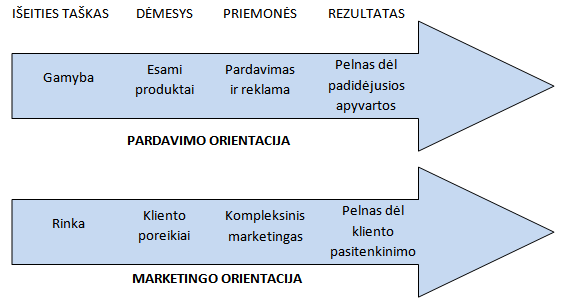 IŠEITIES TAŠKAS DĖMESYS PRIEMONĖS REZULTATAS
Gamyba
Esami
produktai
Pardavimas
ir reklama
Pelnas dėl
padidėjusios
apyvartos
PARDAVIMO ORIENTACIJA
Rinka
Kliento
poreikiai
Kompleksinis
marketingas
Pelnas dėl
kliento
pasitenkinimo
MARKETINGO ORIENTACIJA